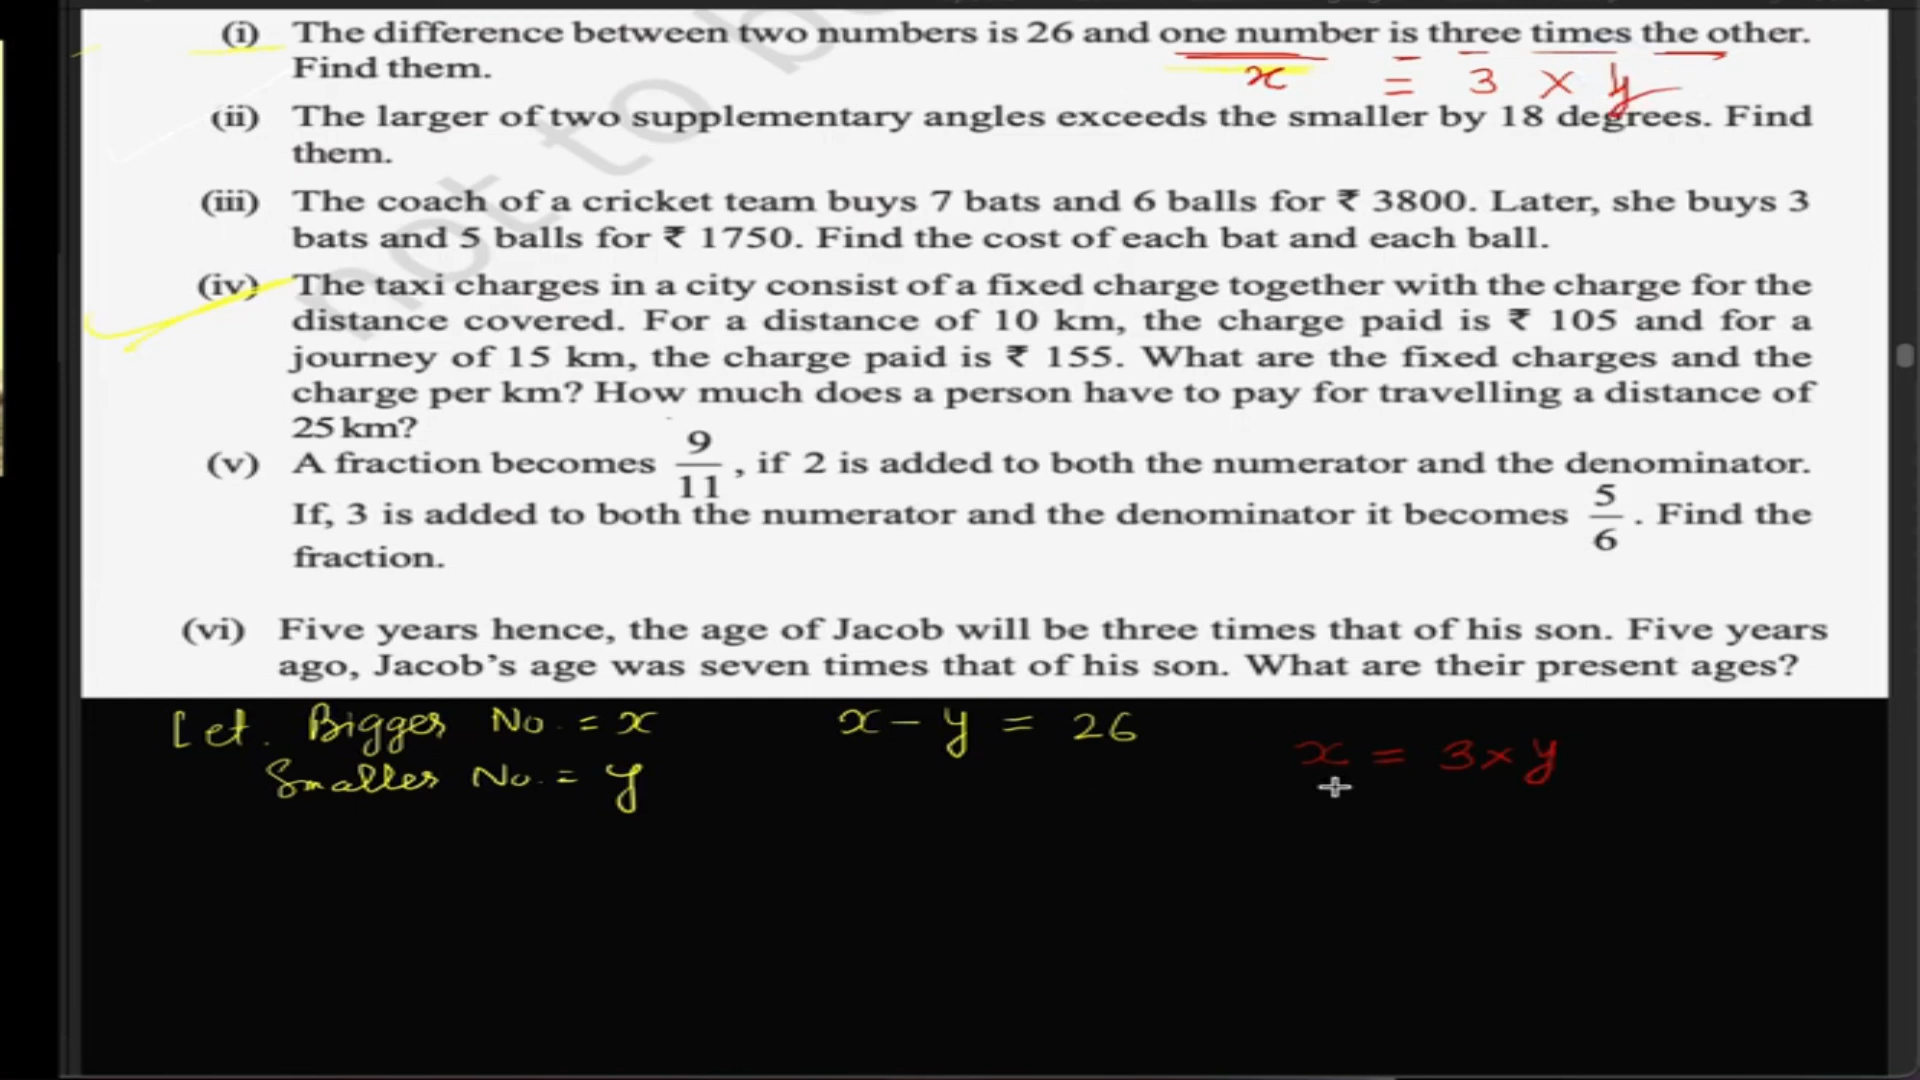 (i) The difference between two numbers is 26 and one number is three times the other.
Find them.
x = 3 × y
(ii) The larger of two supplementary angles exceeds the smaller by 18 degrees. Find
them.
(iii) The coach of a cricket team buys 7 bats and 6 balls for ₹ 3800. Later, she buys 3
bats and 5 balls for ₹ 1750. Find the cost of each bat and each ball.
(iv) The taxi charges in a city consist of a fixed charge together with the charge for the
distance covered. For a distance of 10 km, the charge paid is ₹ 105 and for a
journey of 15 km, the charge paid is ₹ 155. What are the fixed charges and the
charge per km? How much does a person have to pay for travelling a distance of
25 km?
(v) A fraction becomes 9/11, if 2 is added to both the numerator and the denominator.
If, 3 is added to both the numerator and the denominator it becomes 5/6. Find the
fraction.
(vi) Five years hence, the age of Jacob will be three times that of his son. Five years
ago, Jacob's age was seven times that of his son. What are their present ages?
Let. Bigger No. = x
Smaller No. = y
x - y = 26
x = 3 × y
not to b